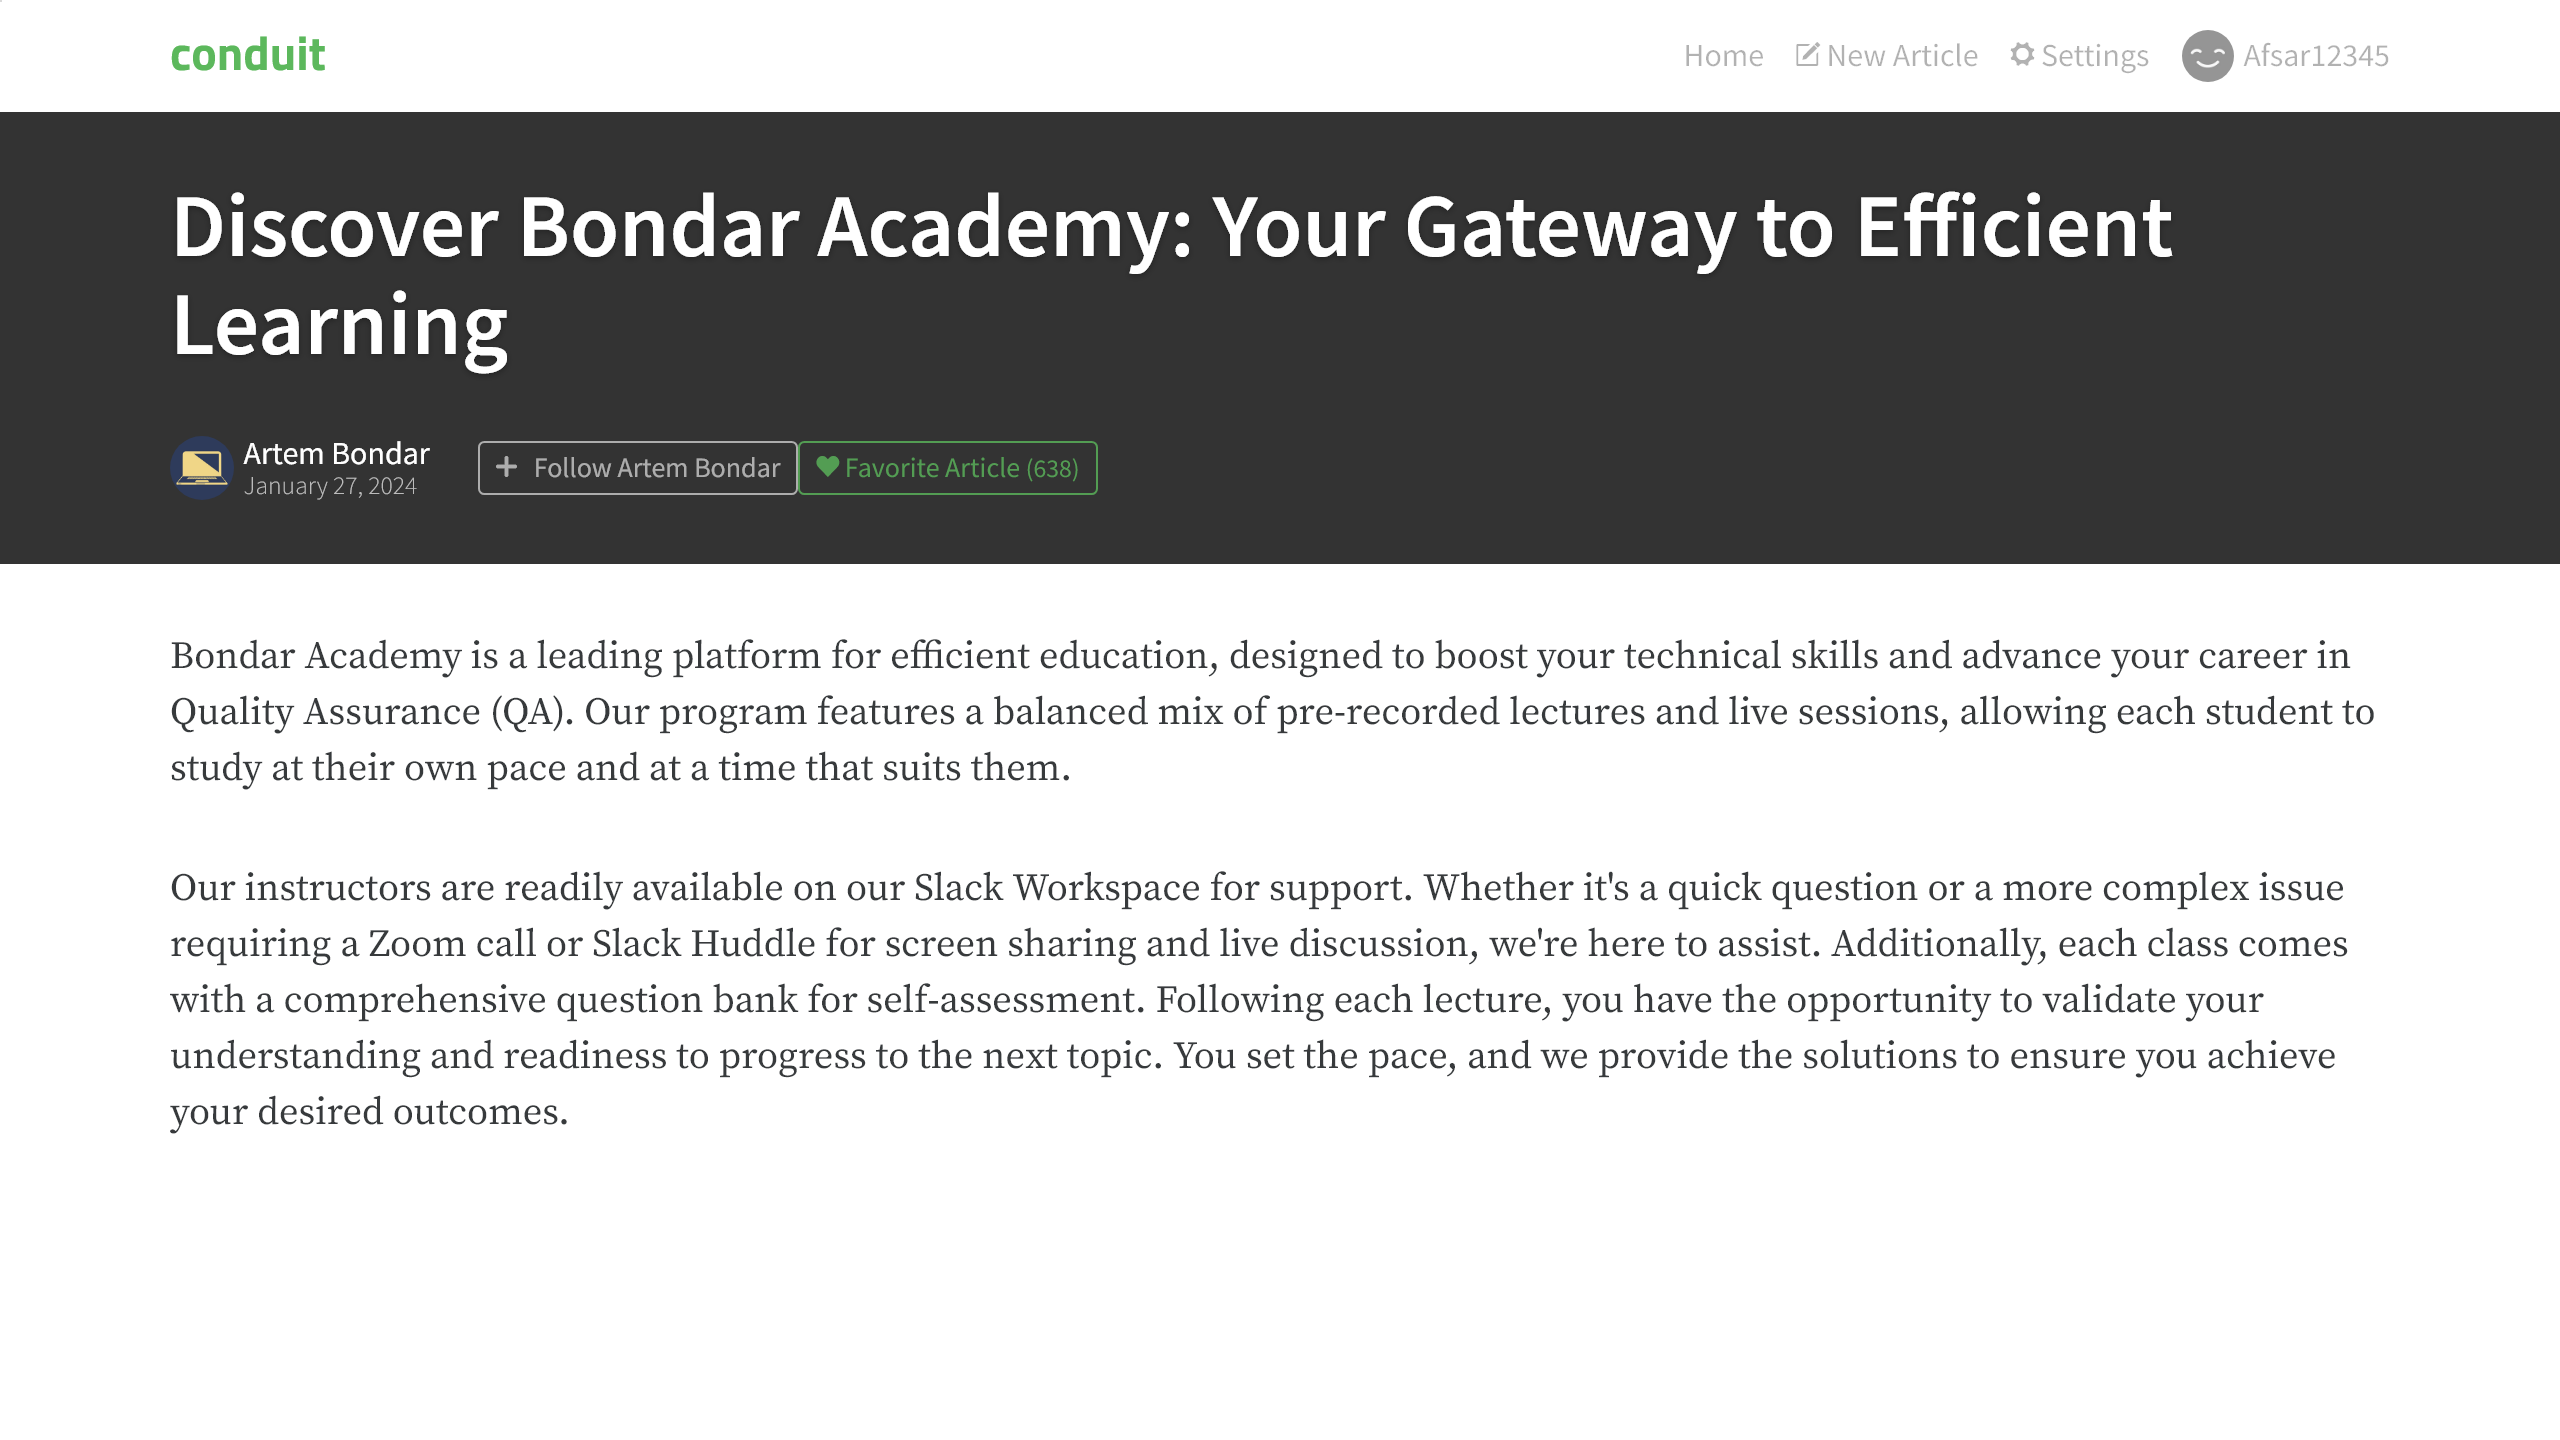 conduit
Home
New Article
Settings
Afsar12345
Discover Bondar Academy: Your Gateway to Efficient
Learning
Artem Bondar
January 27, 2024
Follow Artem Bondar
Favorite Article (638)
Bondar Academy is a leading platform for efficient education, designed to boost your technical skills and advance your career in
Quality Assurance (QA). Our program features a balanced mix of pre-recorded lectures and live sessions, allowing each student to
study at their own pace and at a time that suits them.
Our instructors are readily available on our Slack Workspace for support. Whether it's a quick question or a more complex issue
requiring a Zoom call or Slack Huddle for screen sharing and live discussion, we're here to assist. Additionally, each class comes
with a comprehensive question bank for self-assessment. Following each lecture, you have the opportunity to validate your
understanding and readiness to progress to the next topic. You set the pace, and we provide the solutions to ensure you achieve
your desired outcomes.